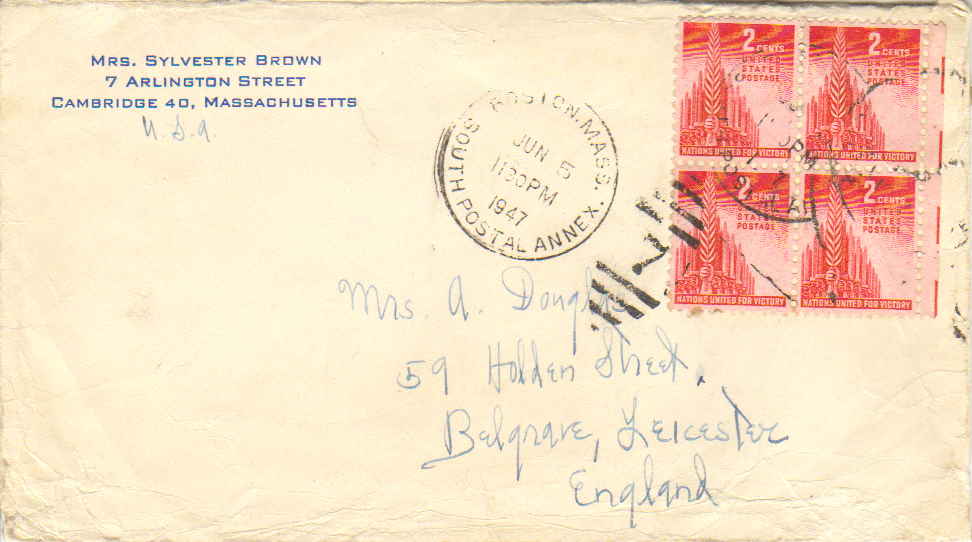 MRS. SYLVESTER BROWN
7 ARLINGTON STREET
CAMBRIDGE 40, MASSACHUSETTS
U.S.A
BOSTON, MASS.
JUN 5
1130PM
1947
SOUTH POSTAL ANNEX.
2 CENTS
UNITED
STATES
POSTAGE
NATIONS UNITED FOR VICTORY
2 CENTS
UNITED
STATES
POSTAGE
NATIONS UNITED FOR VICTORY
2 CENTS
UNITED
STATES
POSTAGE
NATIONS UNITED FOR VICTORY
2 CENTS
UNITED
STATES
POSTAGE
NATIONS UNITED FOR VICTORY
Mrs. A. Douglas
59 Holden Street,
Belgrave, Leicester
England